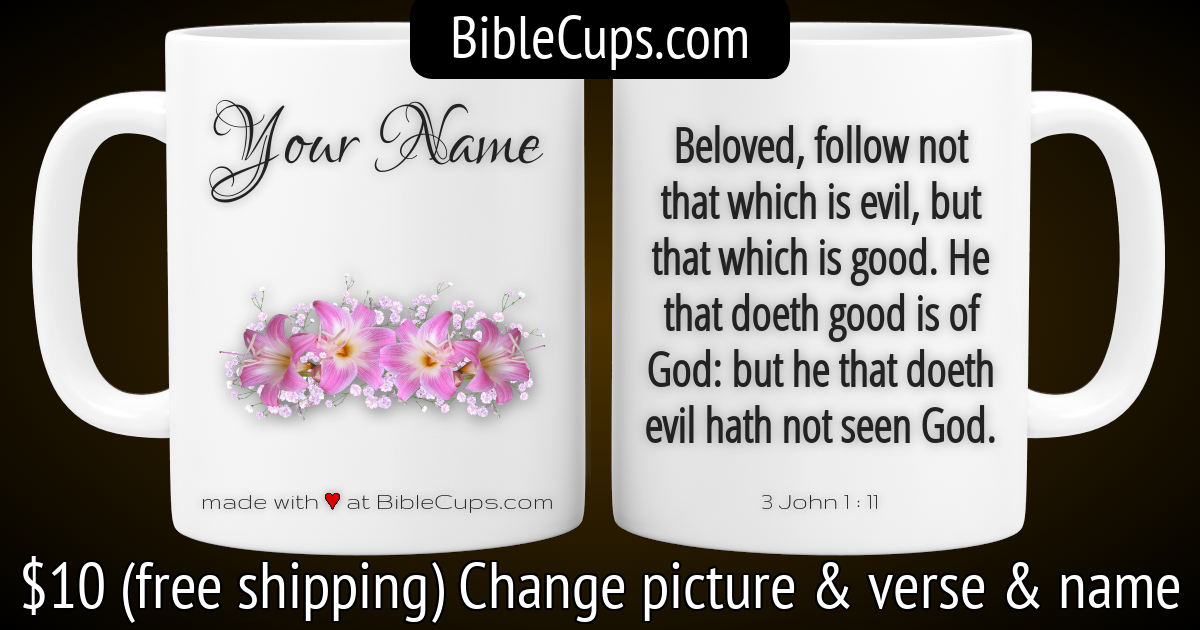 BibleCups.com
Your Name
made with ♥ at BibleCups.com
Beloved, follow not
that which is evil, but
that which is good. He
that doeth good is of
God: but he that doeth
evil hath not seen God.
3 John 1 : 11
$10 (free shipping) Change picture & verse & name